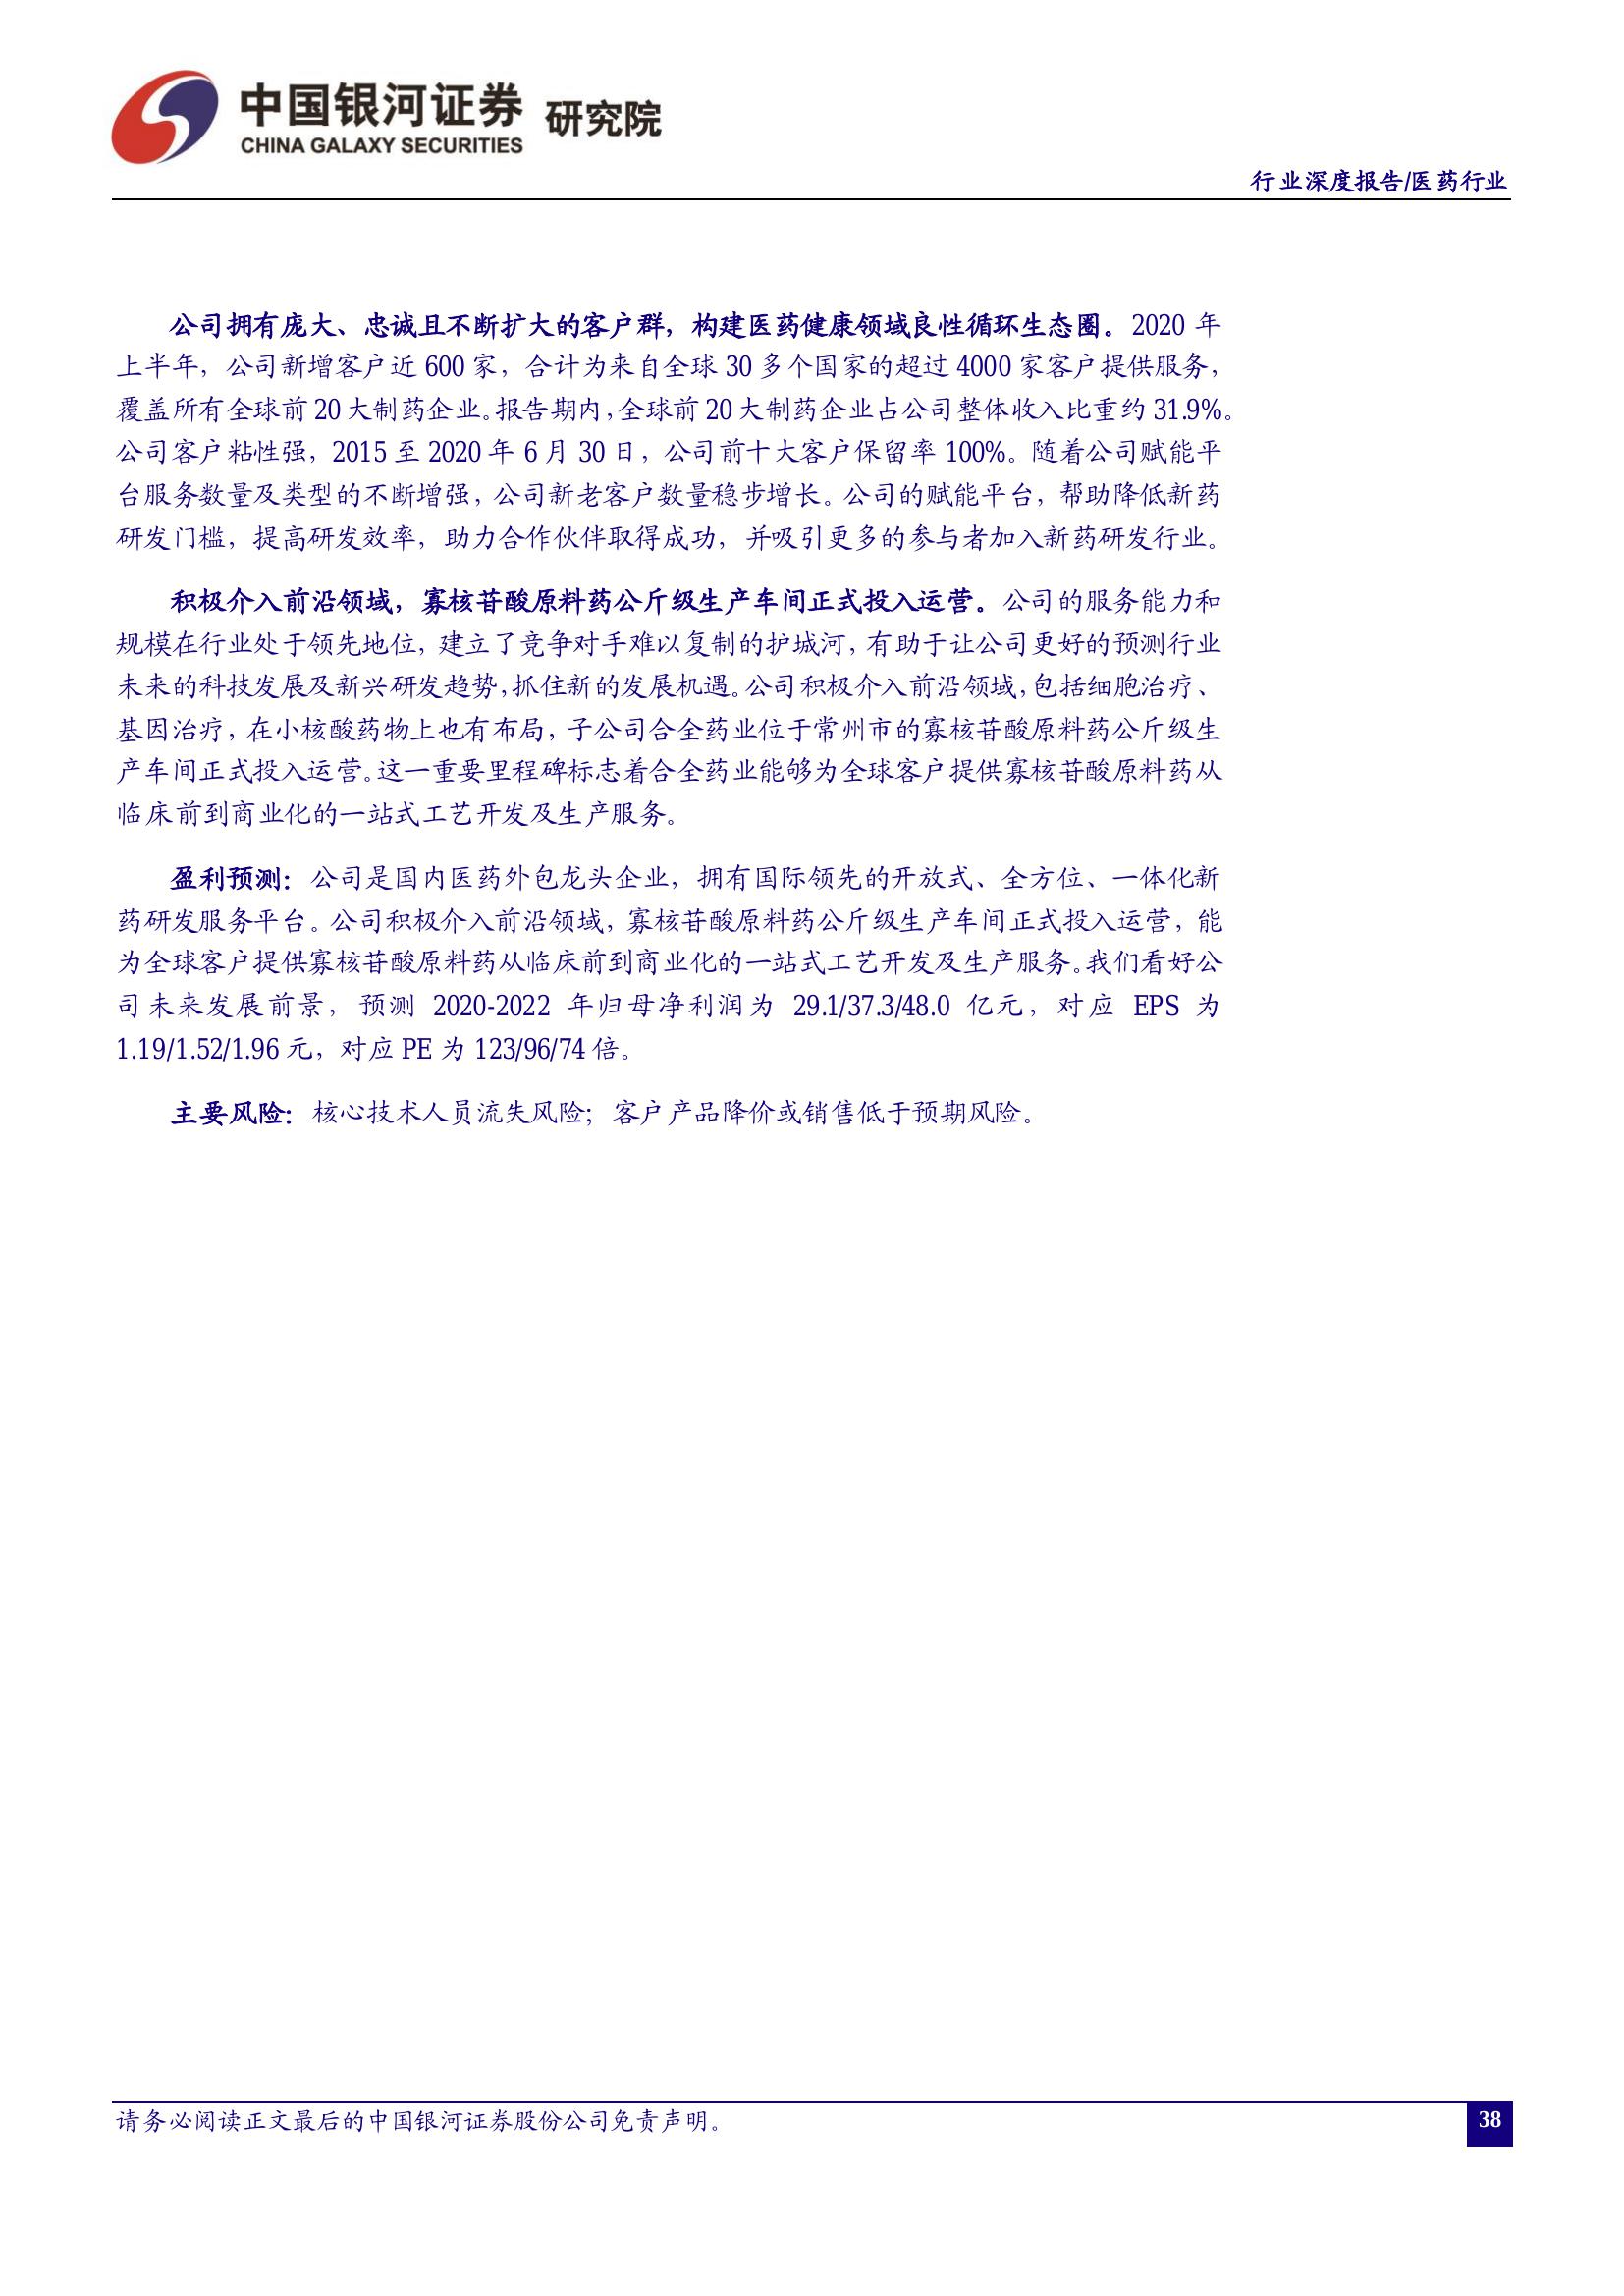 中国银河证券 研究院
CHINA GALAXY SECURITIES
行业深度报告/医药行业
公司拥有庞大、忠诚且不断扩大的客户群，构建医药健康领域良性循环生态圈。2020 年
上半年，公司新增客户近 600 家，合计为来自全球 30 多个国家的超过 4000 家客户提供服务，
覆盖所有全球前 20 大制药企业。报告期内，全球前 20 大制药企业占公司整体收入比重约 31.9%。
公司客户粘性强，2015 至 2020 年 6 月 30 日，公司前十大客户保留率 100%。随着公司赋能平
台服务数量及类型的不断增强，公司新老客户数量稳步增长。公司的赋能平台，帮助降低新药
研发门槛，提高研发效率，助力合作伙伴取得成功，并吸引更多的参与者加入新药研发行业。
积极介入前沿领域，寡核苷酸原料药公斤级生产车间正式投入运营。公司的服务能力和
规模在行业处于领先地位，建立了竞争对手难以复制的护城河，有助于让公司更好的预测行业
未来的科技发展及新兴研发趋势，抓住新的发展机遇。公司积极介入前沿领域，包括细胞治疗、
基因治疗，在小核酸药物上也有布局，子公司合全药业位于常州市的寡核苷酸原料药公斤级生
产车间正式投入运营。这一重要里程碑标志着合全药业能够为全球客户提供寡核苷酸原料药从
临床前到商业化的一站式工艺开发及生产服务。
盈利预测：公司是国内医药外包龙头企业，拥有国际领先的开放式、全方位、一体化新
药研发服务平台。公司积极介入前沿领域，寡核苷酸原料药公斤级生产车间正式投入运营，能
为全球客户提供寡核苷酸原料药从临床前到商业化的一站式工艺开发及生产服务。我们看好公
司未来发展前景，预测 2020-2022 年归母净利润为 29.1/37.3/48.0 亿元，对应 EPS 为
1.19/1.52/1.96 元，对应 PE 为 123/96/74 倍。
主要风险：核心技术人员流失风险；客户产品降价或销售低于预期风险。
请务必阅读正文最后的中国银河证券股份公司免责声明。
38